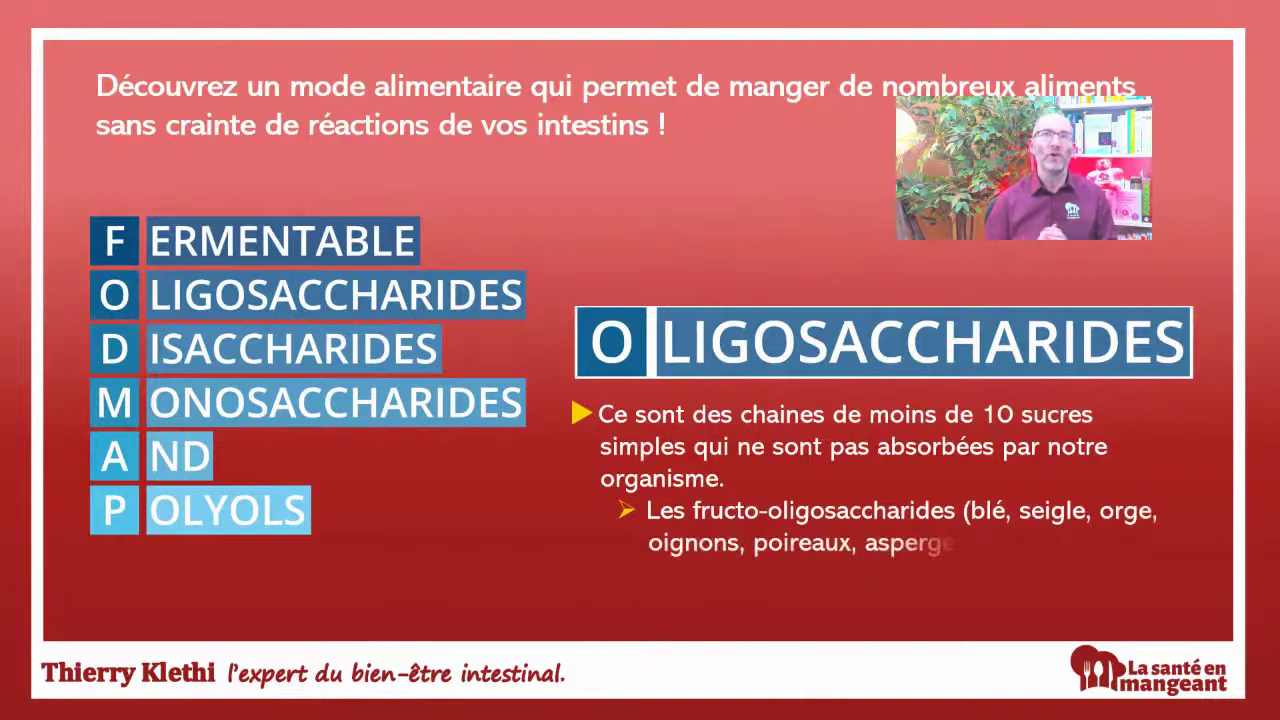 Découvrez un mode alimentaire qui permet de manger de nombreux aliments
sans crainte de réactions de vos intestins !
F ERMENTABLE
O LIGOSACCHARIDES
D ISACCHARIDES
M ONOSACCHARIDES
A ND
P OLYOLS
O LIGOSACCHARIDES
Ce sont des chaines de moins de 10 sucres
simples qui ne sont pas absorbées par notre
organisme.
Les fructo-oligosaccharides (blé, seigle, orge,
oignons, poireaux, asperge
Thierry Klethi l'expert du bien-être intestinal.
La santé en
mangeant